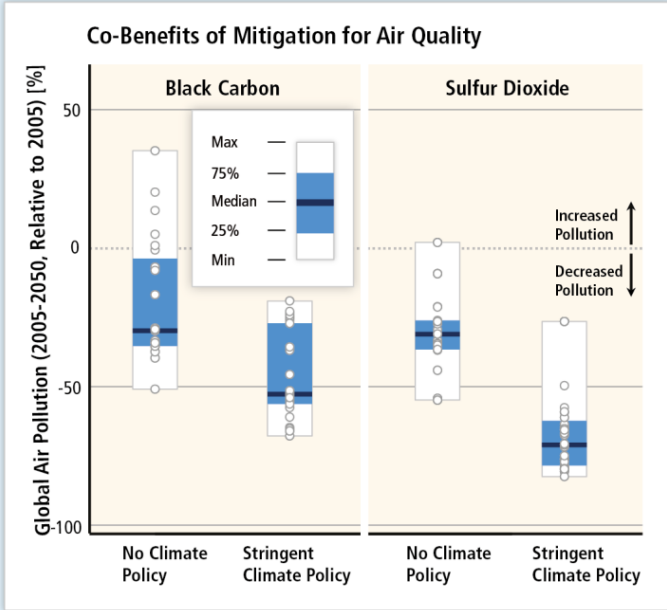 Co-Benefits of Mitigation for Air Quality
Global Air Pollution (2005-2050, Relative to 2005) [%]
Black Carbon
Sulfur Dioxide
50
0
-50
-100
Max
75%
Median
25%
Min
Increased
Pollution
Decreased
Pollution
No Climate
Policy
Stringent
Climate Policy
No Climate
Policy
Stringent
Climate Policy